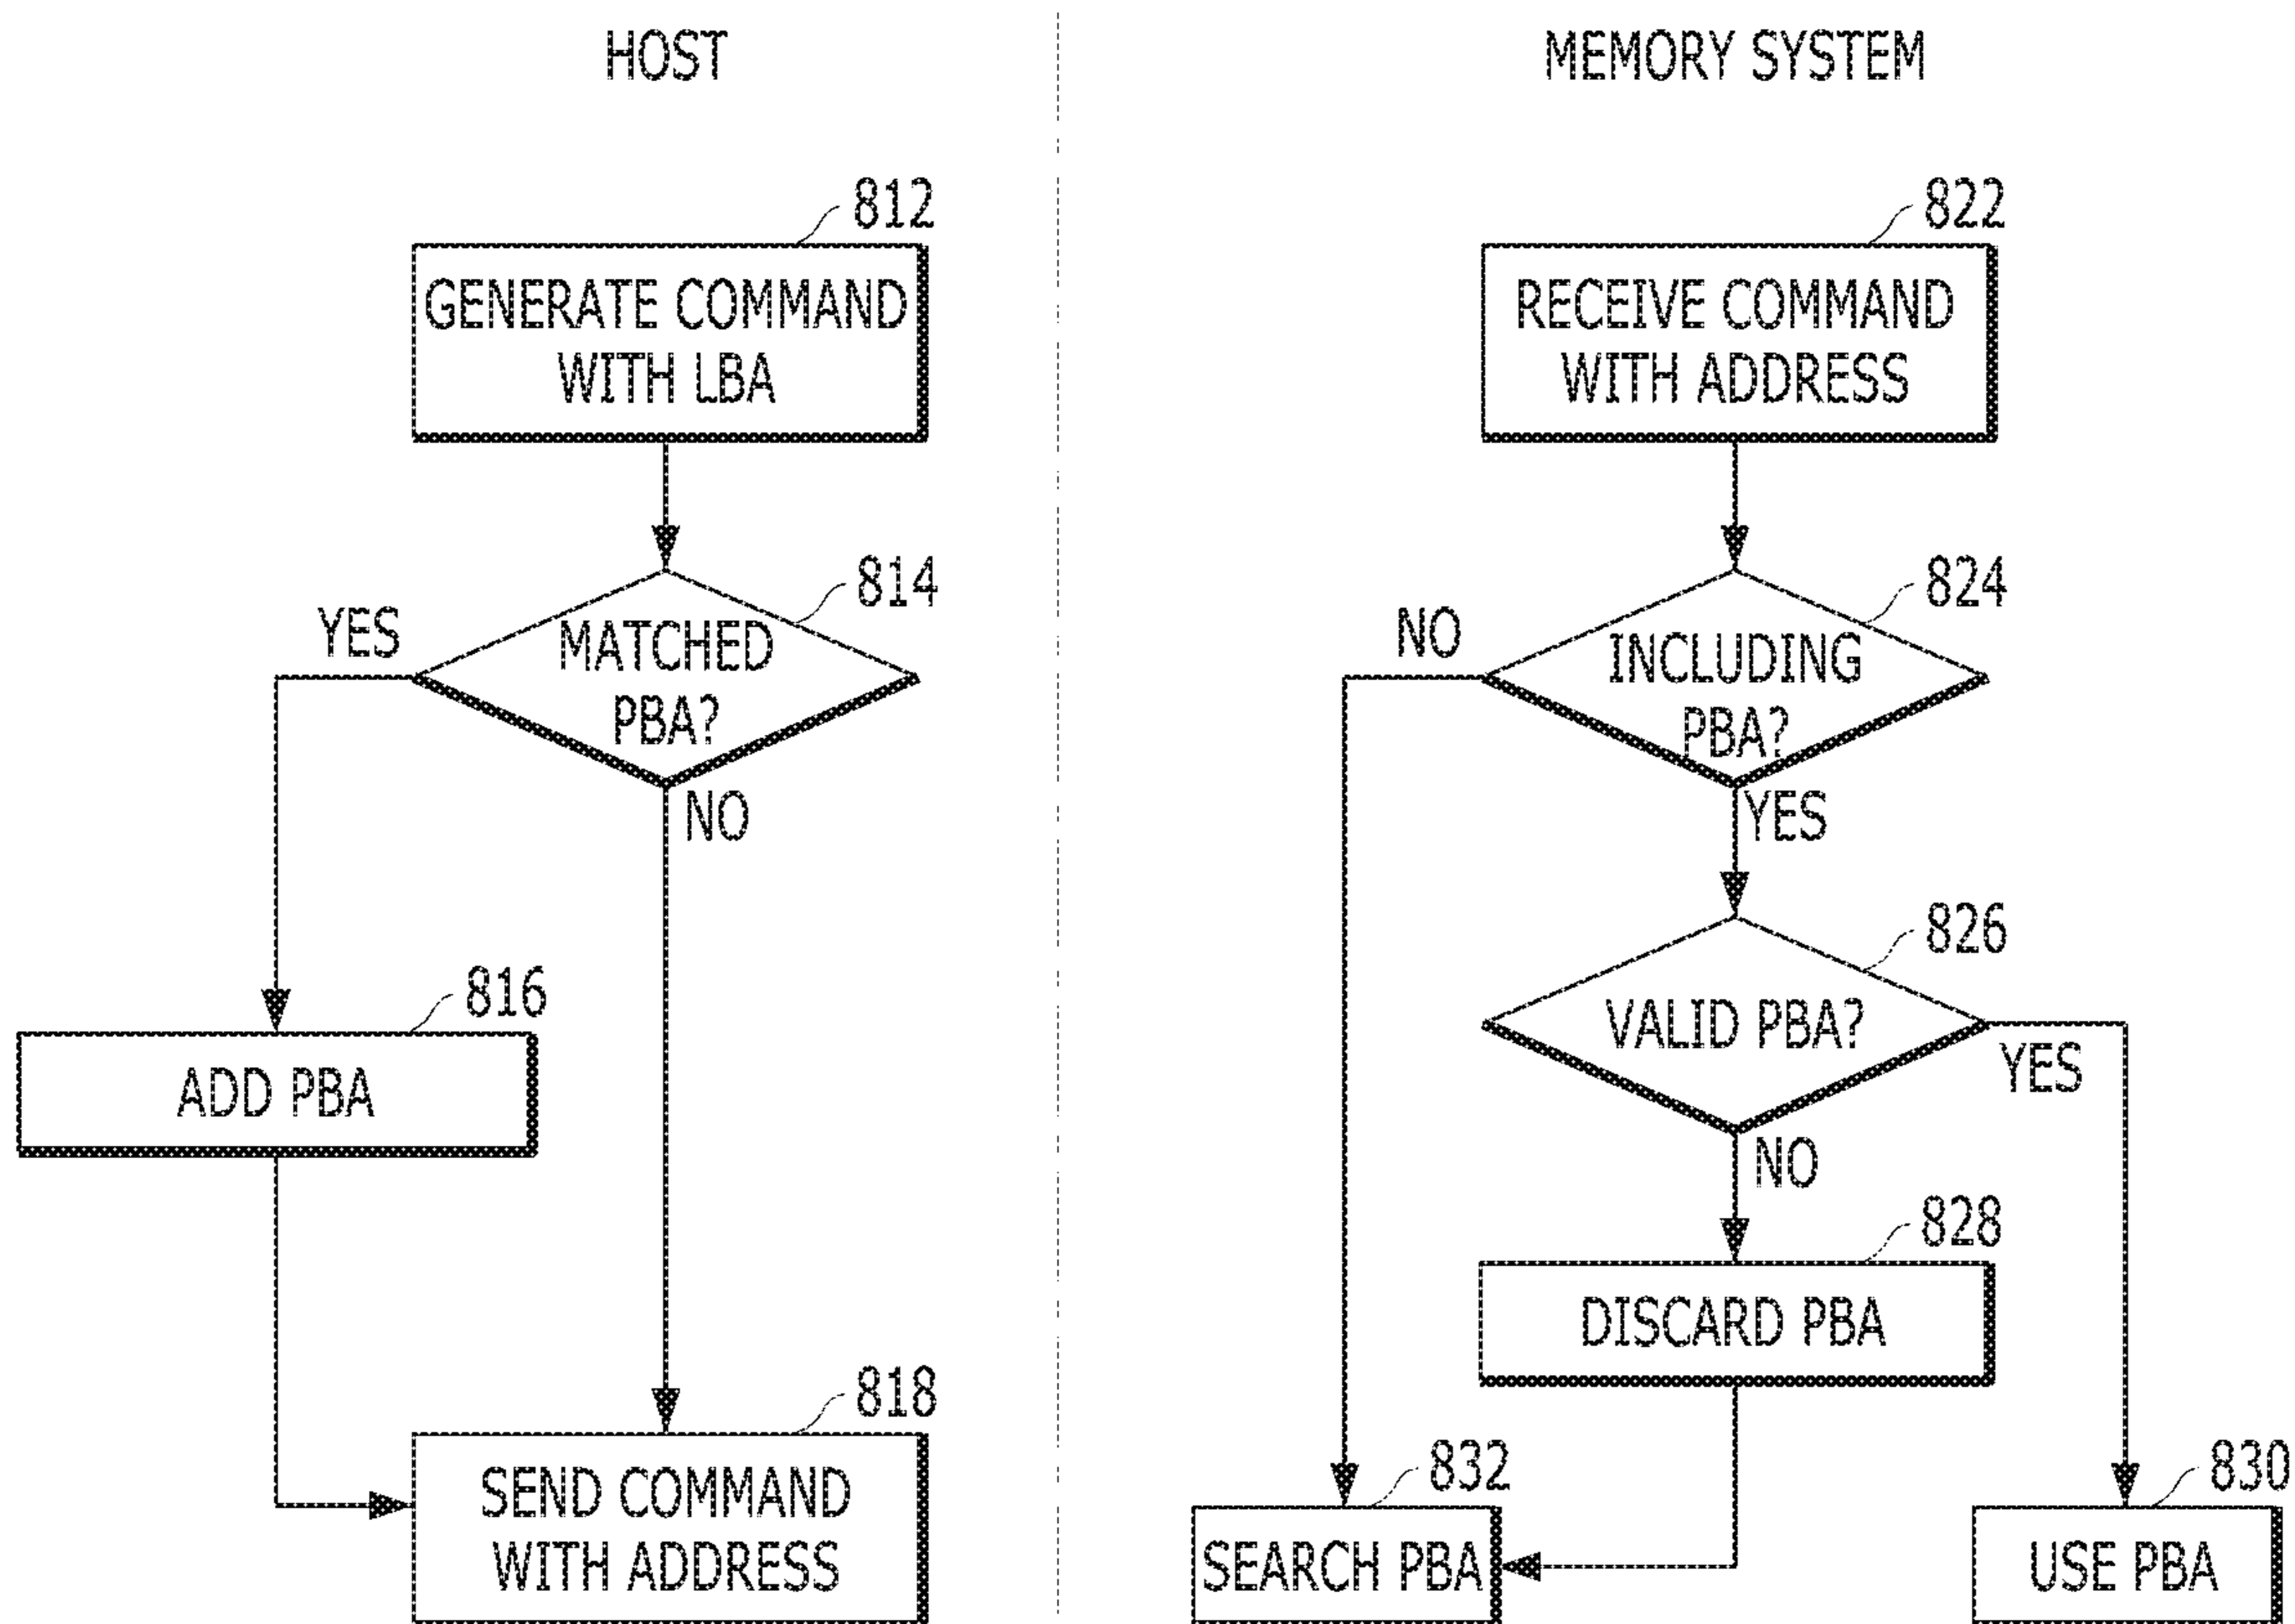 HOST
812
GENERATE COMMAND
WITH LBA
814
YES
MATCHED
PBA?
NO
816
ADD PBA
818
SEND COMMAND
WITH ADDRESS
MEMORY SYSTEM
822
RECEIVE COMMAND
WITH ADDRESS
824
NO
INCLUDING
PBA?
YES
826
VALID PBA?
YES
NO
828
DISCARD PBA
832
SEARCH PBA
830
USE PBA